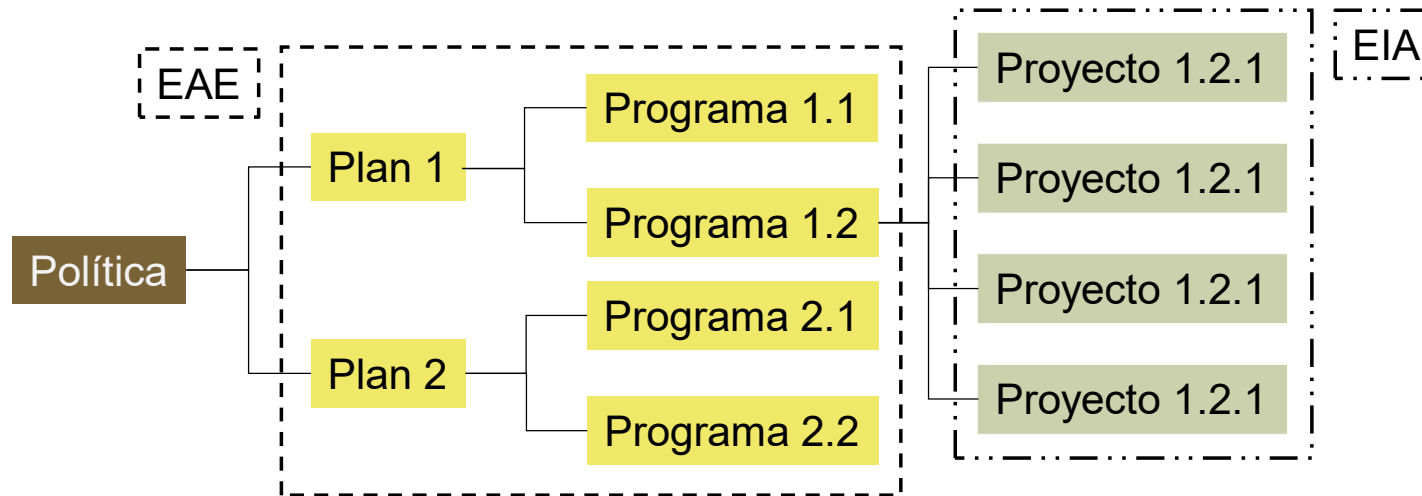 EAE
EIA
Política
Plan 1
Programa 1.1
Programa 1.2
Plan 2
Programa 2.1
Programa 2.2
Proyecto 1.2.1
Proyecto 1.2.1
Proyecto 1.2.1
Proyecto 1.2.1